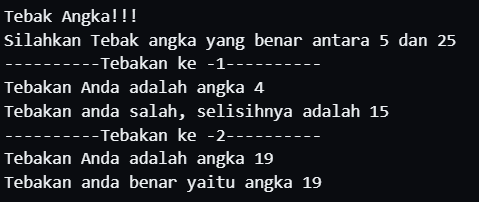 Tebak Angka!!!
Silahkan Tebak angka yang benar antara 5 dan 25
----------Tebakan ke -1----------
Tebakan Anda adalah angka 4
Tebakan anda salah, selisihnya adalah 15
----------Tebakan ke -2----------
Tebakan Anda adalah angka 19
Tebakan anda benar yaitu angka 19